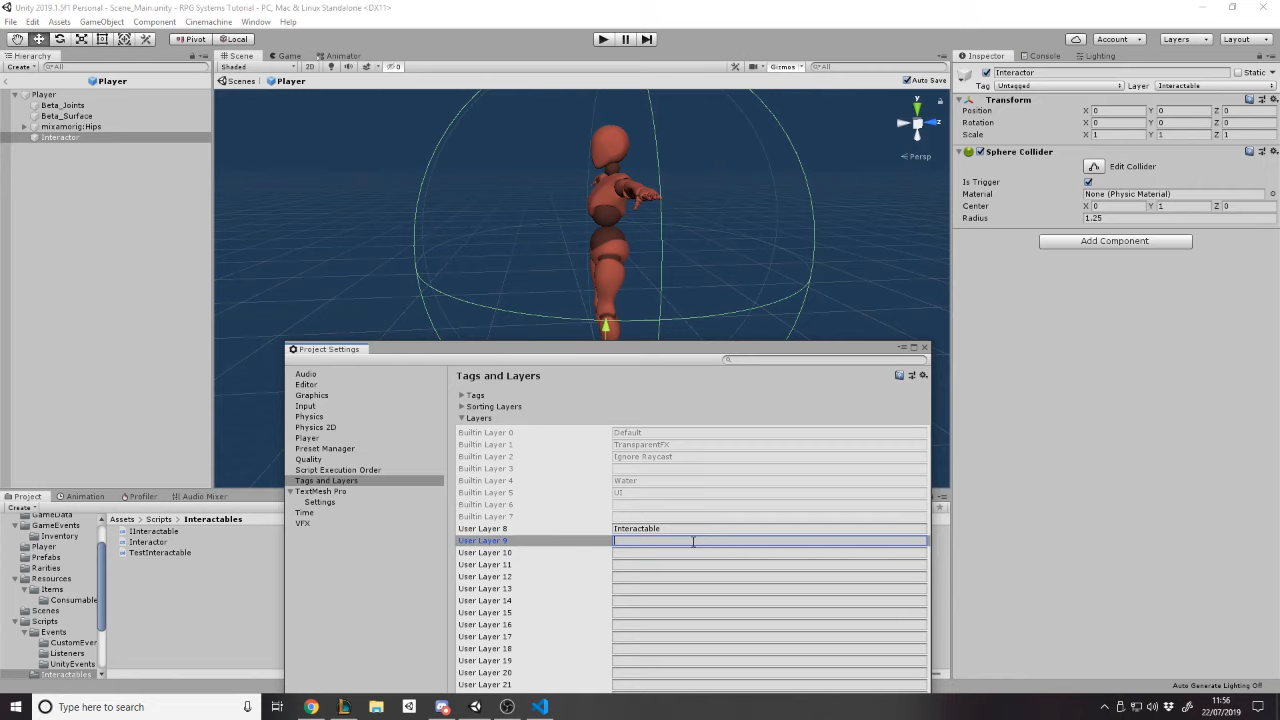 Unity 2019.1.5f1 Personal - Scene_Main.unity - RPG Systems Tutorial - PC, Mac & Linux Standalone <DX11>
File Edit Assets GameObject Component Cinemachine Window Help
Pivot Local Account Layers Layout
Hierarchy Scene Game Animator Inspector Console Lighting
Create All Shaded 2D 0 Gizmos All
Interactor Static
Player Scenes Player Auto Save
Tag Untagged Layer Interactable
Player
Beta_Joints
Beta_Surface
mixamorig:Hips
Interactor
y
z
Persp
Transform
Position X 0 Y 0 Z 0
Rotation X 0 Y 0 Z 0
Scale X 1 Y 1 Z 1
Sphere Collider
Edit Collider
Is Trigger
Material None (Physic Material)
Center X 0 Y 1 Z 0
Radius 1.25
Add Component
Project Settings
Audio
Editor
Graphics
Input
Physics
Physics 2D
Player
Preset Manager
Quality
Script Execution Order
Tags and Layers
TextMesh Pro
Settings
Time
VFX
Tags and Layers
Tags
Sorting Layers
Layers
Builtin Layer 0 Default
Builtin Layer 1 TransparentFX
Builtin Layer 2 Ignore Raycast
Builtin Layer 3
Builtin Layer 4 Water
Builtin Layer 5 UI
Builtin Layer 6
Builtin Layer 7
User Layer 8 Interactable
User Layer 9
User Layer 10
User Layer 11
User Layer 12
User Layer 13
User Layer 14
User Layer 15
User Layer 16
User Layer 17
User Layer 18
User Layer 19
User Layer 20
User Layer 21
Project Animation Profiler Audio Mixer
Create
GameData
GameEvents
Inventory
Player
Prefabs
Rarities
Resources
Items
Consumable
Scenes
Scripts
Events
CustomEver
Listeners
UnityEvents
Interactables
Assets Scripts Interactables
IInteractable
Interactor
TestInteractable
Auto Generate Lighting Off
Type here to search
11:56
22/07/2019